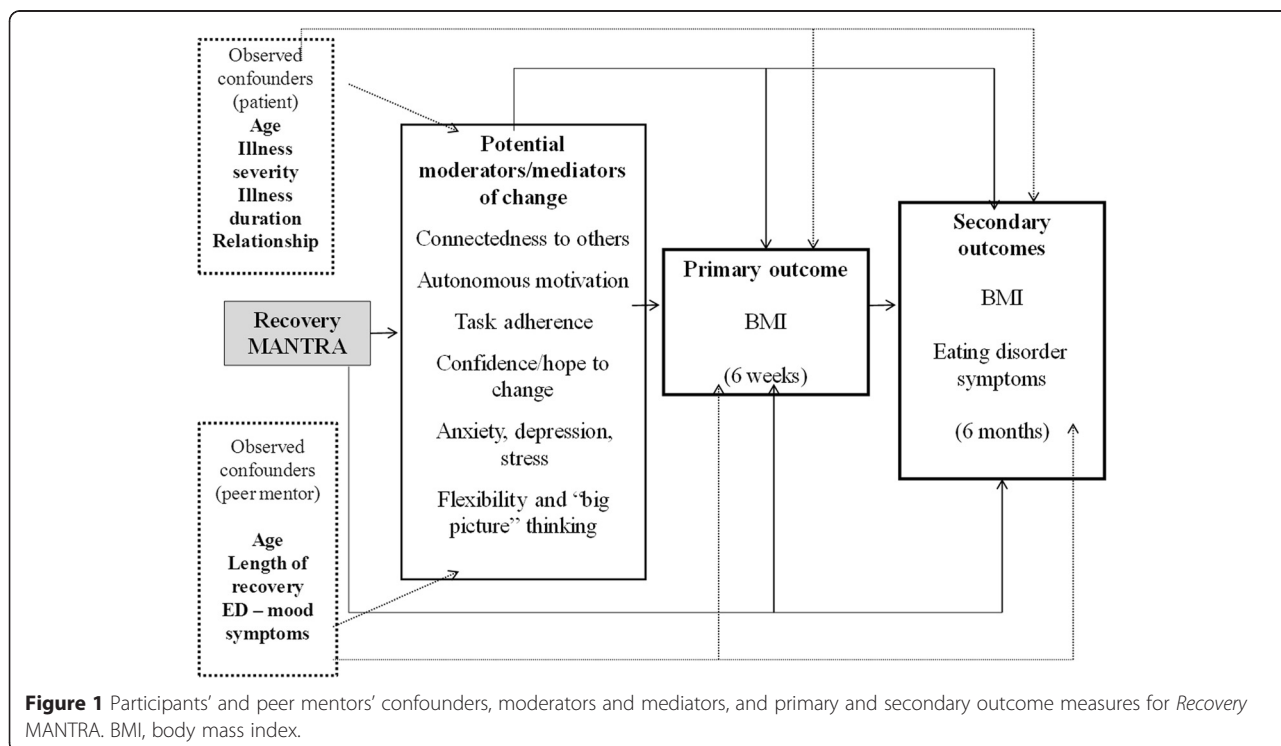 Observed
confounders
(patient)
Age
Illness
severity
Illness
duration
Relationship
Recovery
MANTRA
Observed
confounders
(peer mentor)
Age
Length of
recovery
ED – mood
symptoms
Potential
moderators/mediators
of change
Connectedness to others
Autonomous motivation
Task adherence
Confidence/hope to
change
Anxiety, depression,
stress
Flexibility and “big
picture” thinking
Primary outcome
BMI
(6 weeks)
Secondary
outcomes
BMI
Eating disorder
symptoms
(6 months)
Figure 1 Participants’ and peer mentors’ confounders, moderators and mediators, and primary and secondary outcome measures for Recovery
MANTRA. BMI, body mass index.